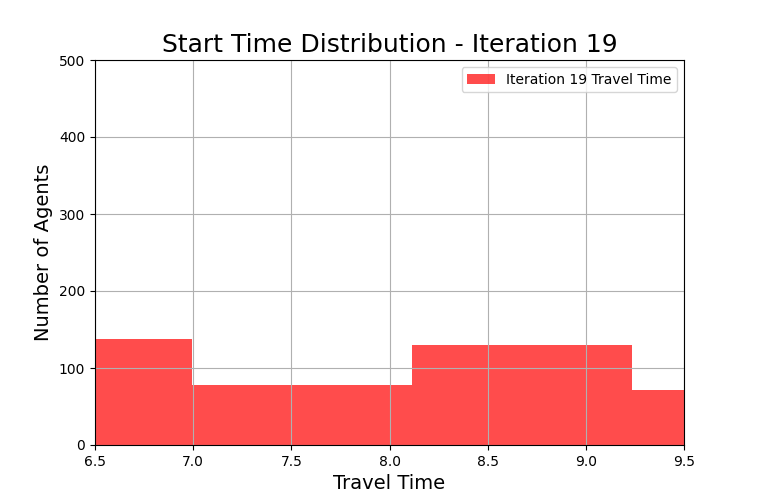 Start Time Distribution - Iteration 19
Iteration 19 Travel Time
Number of Agents
500
400
300
200
100
0
6.5 7.0 7.5 8.0 8.5 9.0 9.5
Travel Time